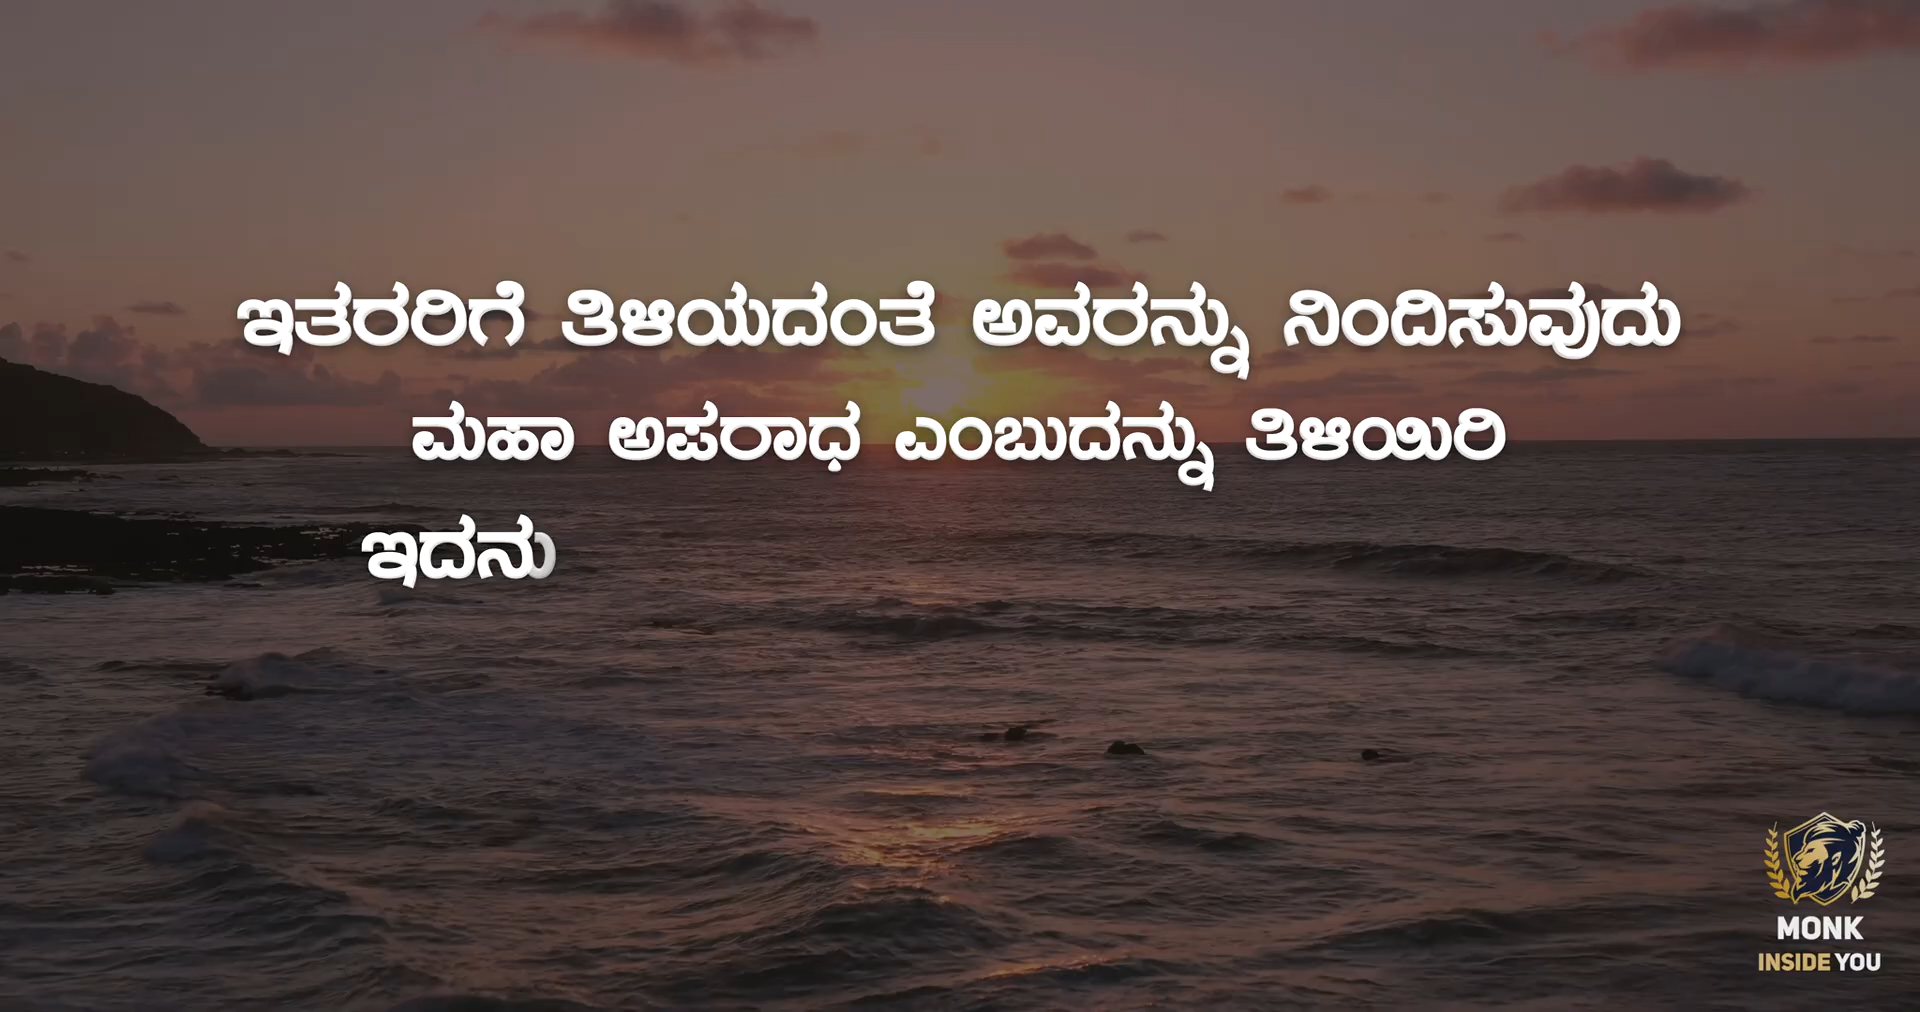 ಇತರರಿಗೆ ತಿಳಿಯದಂತೆ ಅವರನ್ನು ನಿಂದಿಸುವುದು
ಮಹಾ ಅಪರಾಧ ಎಂಬುದನ್ನು ತಿಳಿಯಿರಿ
ಇದನು
MONK
INSIDE YOU